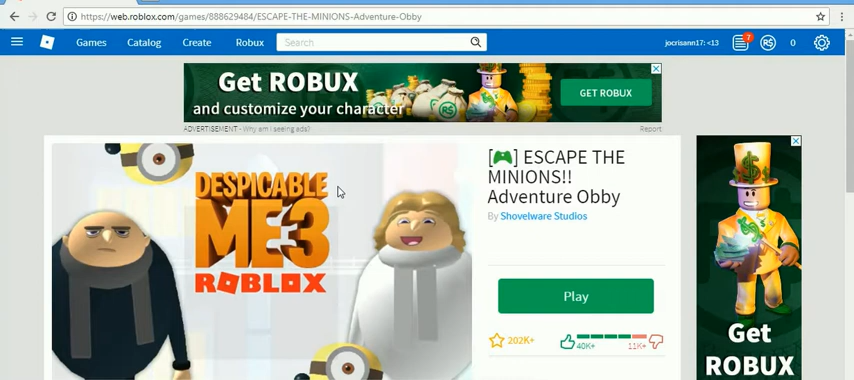 https://web.roblox.com/games/888629484/ESCAPE-THE-MINIONS-Adventure-Obby
Games Catalog Create Robux Search jocrisann17: <13 7 R$ 0
Get ROBUX
and customize your character
GET ROBUX
ADVERTISEMENT - Why am I seeing ads? Report
DESPICABLE
ME3
ROBLOX
[🎮] ESCAPE THE
MINIONS!!
Adventure Obby
By Shovelware Studios
Play
202K+ 40K+ 11K+
Get
ROBUX